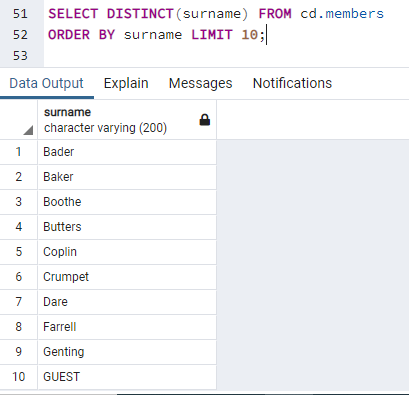 51 SELECT DISTINCT(surname) FROM cd.members
52 ORDER BY surname LIMIT 10;
53
Data Output Explain Messages Notifications
surname
character varying (200)
1 Bader
2 Baker
3 Boothe
4 Butters
5 Coplin
6 Crumpet
7 Dare
8 Farrell
9 Genting
10 GUEST